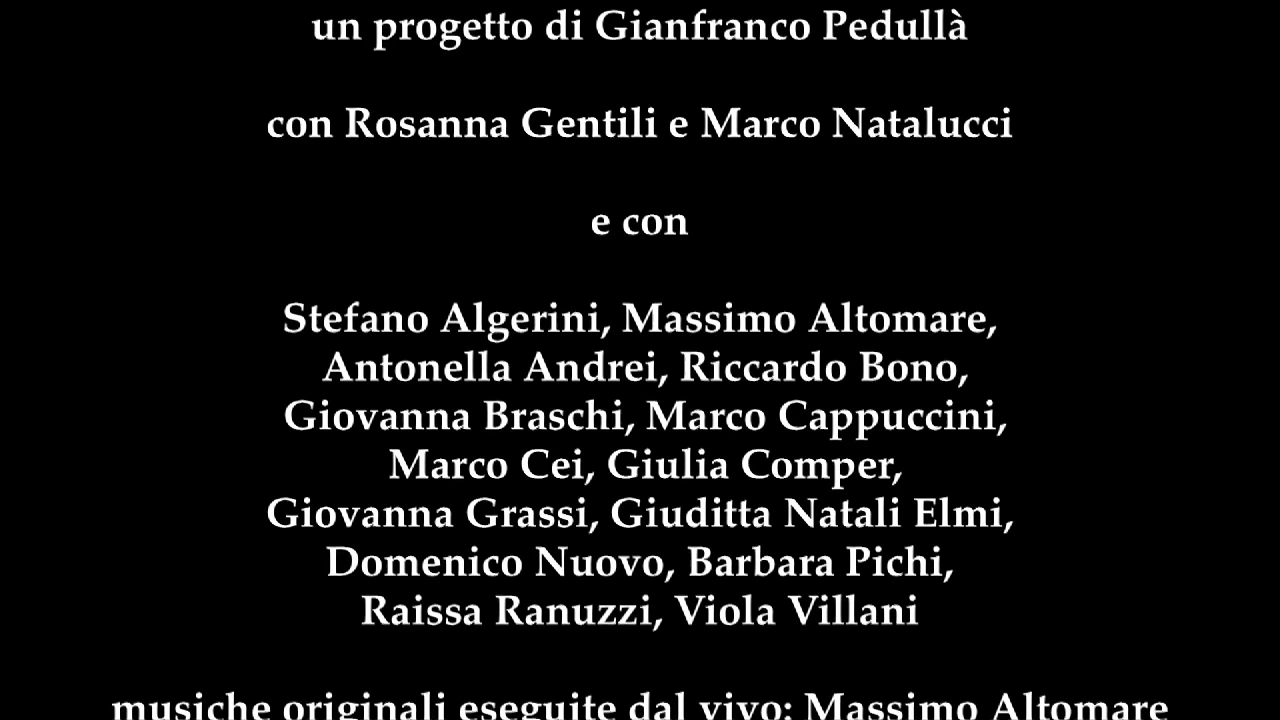 un progetto di Gianfranco Pedullà
con Rosanna Gentili e Marco Natalucci
e con
Stefano Algerini, Massimo Altomare,
Antonella Andrei, Riccardo Bono,
Giovanna Braschi, Marco Cappuccini,
Marco Cei, Giulia Comper,
Giovanna Grassi, Giuditta Natali Elmi,
Domenico Nuovo, Barbara Pichi,
Raissa Ranuzzi, Viola Villani
musiche originali eseguite dal vivo: Massimo Altomare